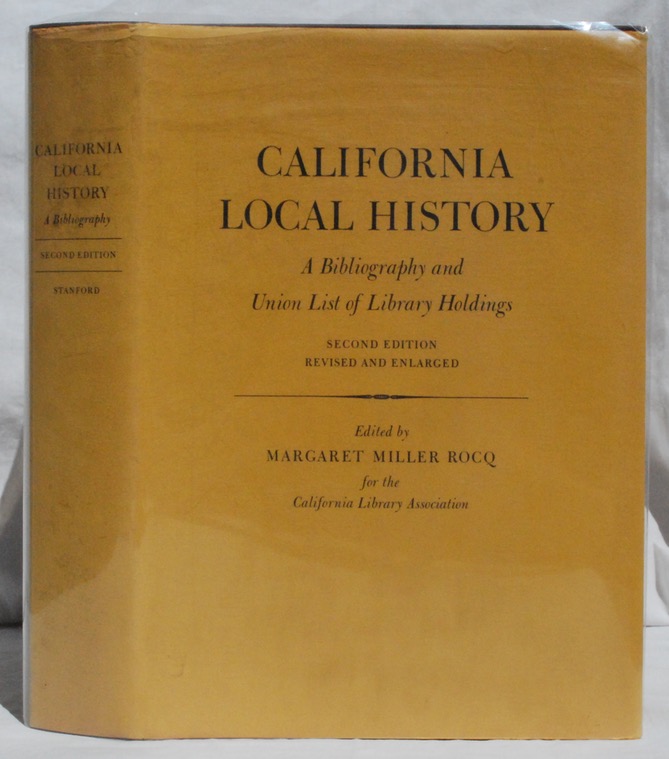 CALIFORNIA
LOCAL
HISTORY
A Bibliography
SECOND EDITION
STANFORD
CALIFORNIA
LOCAL HISTORY
A Bibliography and
Union List of Library Holdings
SECOND EDITION
REVISED AND ENLARGED
Edited by
MARGARET MILLER ROCQ
for the
California Library Association